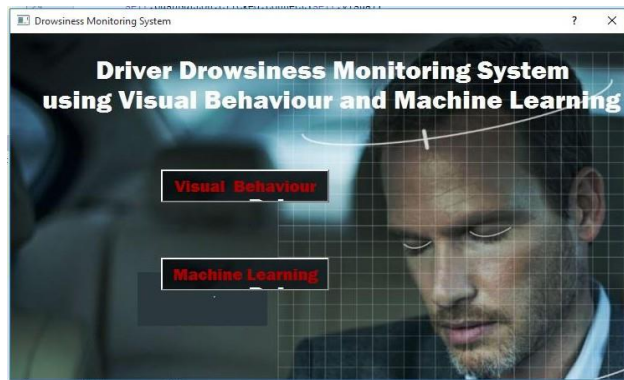 Drowsiness Monitoring System
Driver Drowsiness Monitoring System
using Visual Behaviour and Machine Learning
Visual Behaviour
Machine Learning